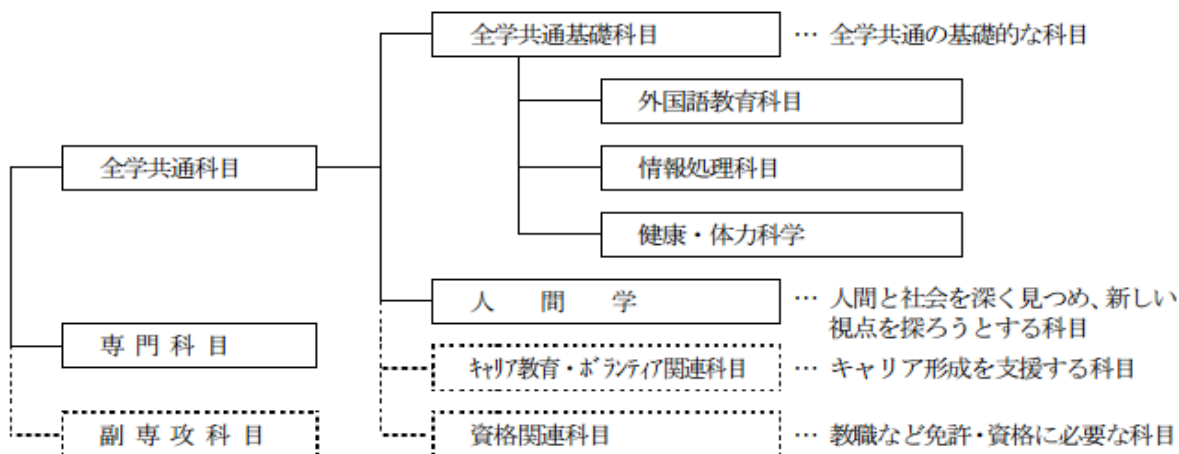 全学共通基礎科目 … 全学共通の基礎的な科目
外国語教育科目
全学共通科目 情報処理科目
健康・体力科学
人間学 … 人間と社会を深く見つめ、新しい
専門科目 視点を探ろうとする科目
ｷｬﾘｱ教育・ﾎﾞﾗﾝﾃｨｱ関連科目 … キャリア形成を支援する科目
副専攻科目 資格関連科目 … 教職など免許・資格に必要な科目